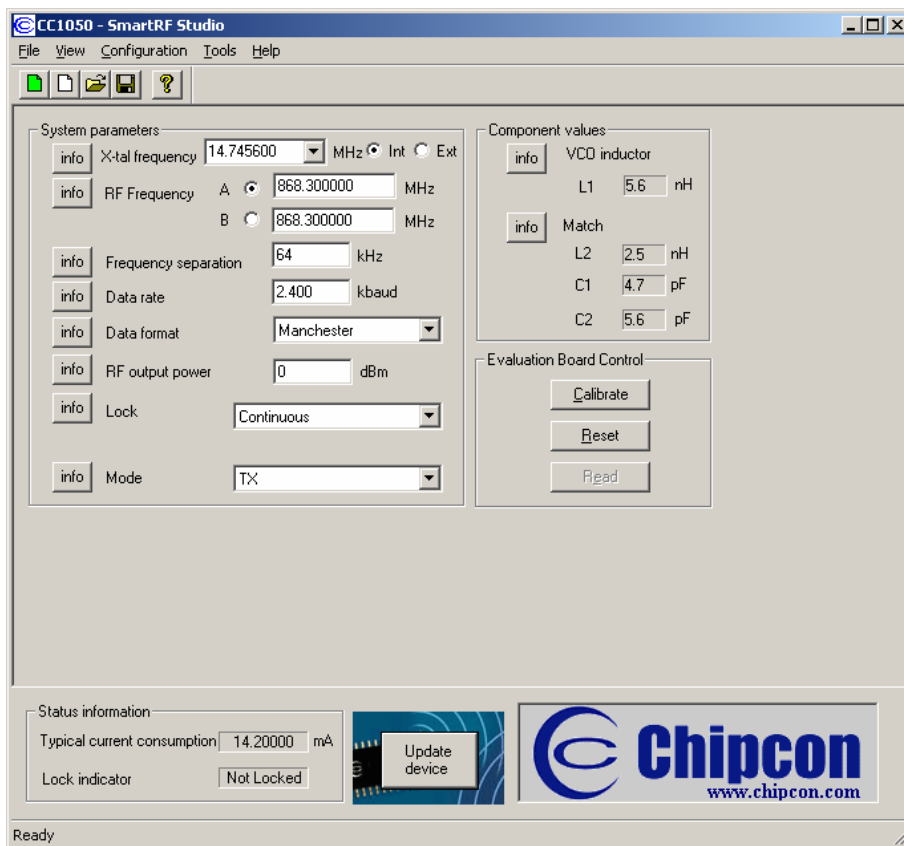 CC1050 - SmartRF Studio
File View Configuration Tools Help
System parameters
info X-tal frequency 14.745600 MHz Int Ext
info RF Frequency A 868.300000 MHz
B 868.300000 MHz
info Frequency separation 64 kHz
info Data rate 2.400 kbaud
info Data format Manchester
info RF output power 0 dBm
info Lock Continuous
info Mode TX
Component values
info VCO inductor
L1 5.6 nH
info Match
L2 2.5 nH
C1 4.7 pF
C2 5.6 pF
Evaluation Board Control
Calibrate
Reset
Read
Status information
Typical current consumption 14.20000 mA
Lock indicator Not Locked
Update
device
Chipcon
www.chipcon.com
Ready